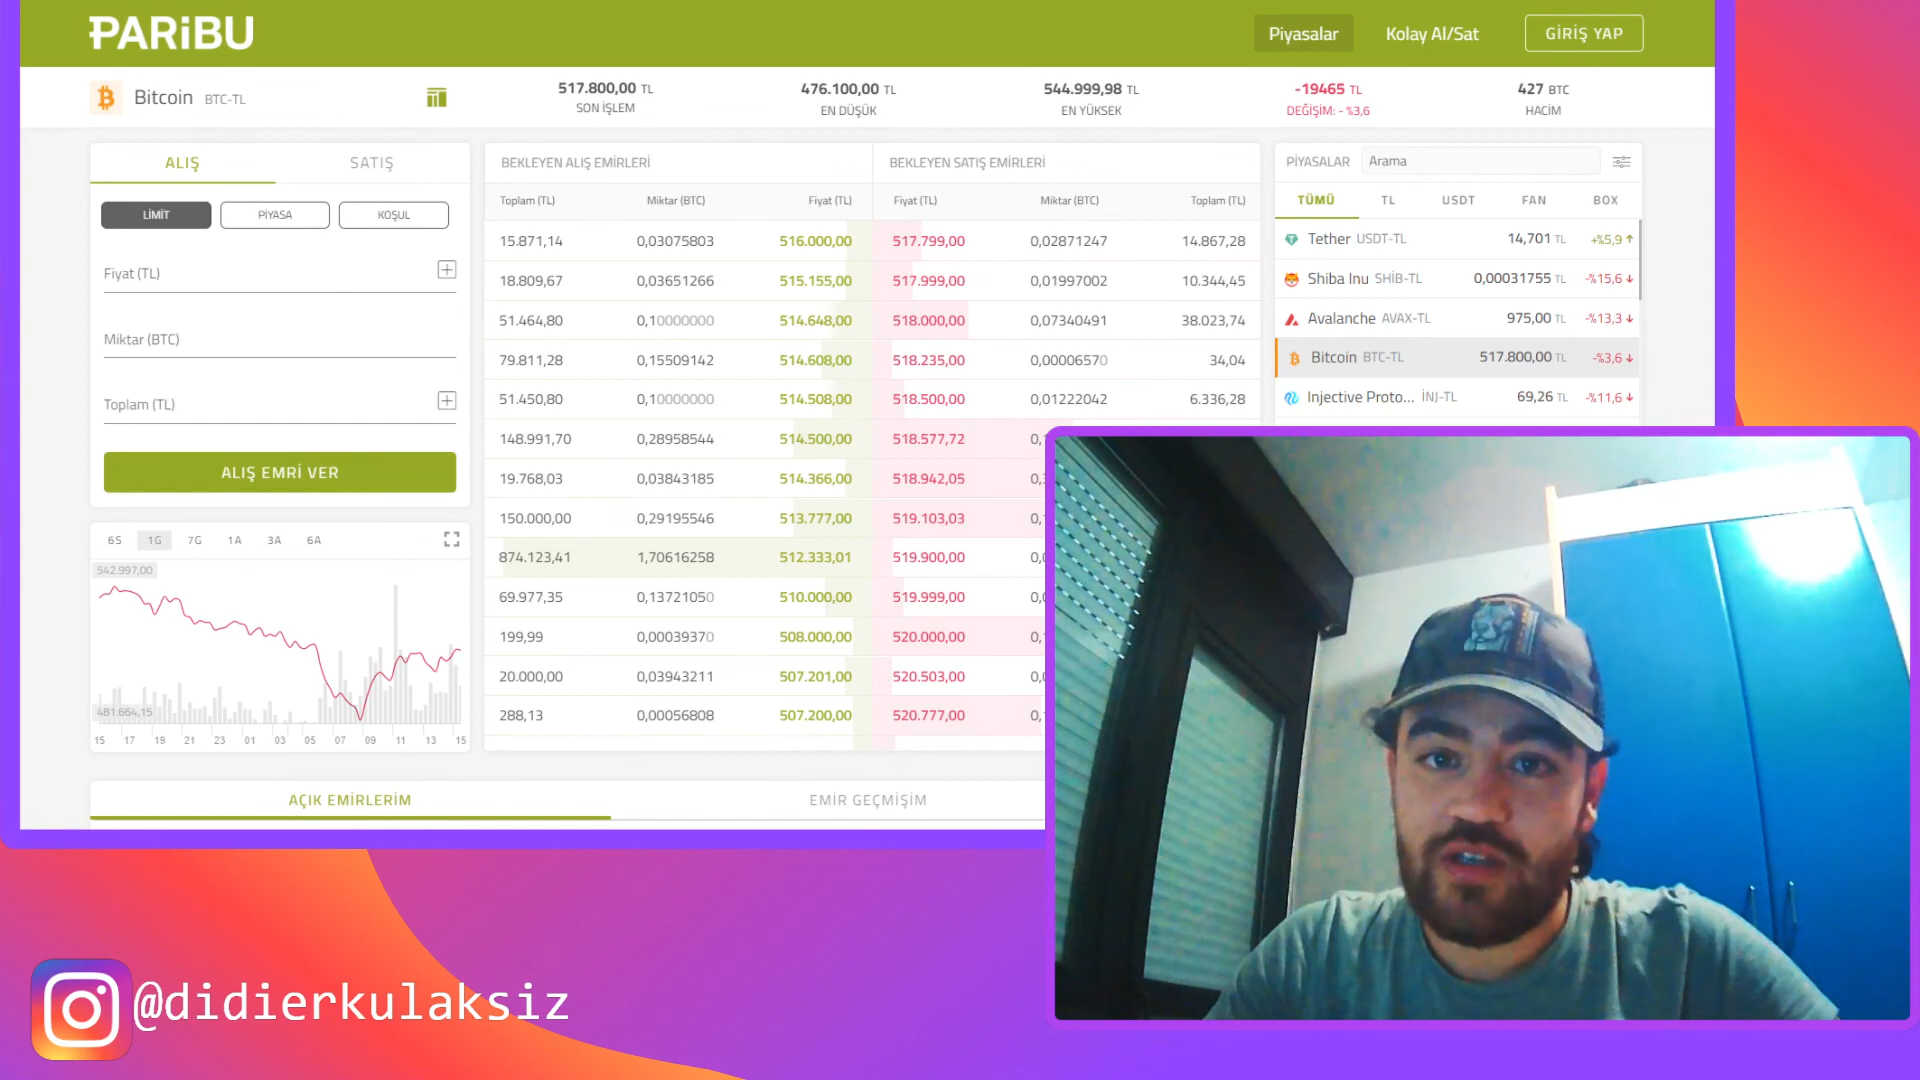 PARiBU
Piyasalar
Kolay Al/Sat
GİRİŞ YAP
Bitcoin BTC-TL
517.800,00 TL
SON İŞLEM
476.100,00 TL
EN DÜŞÜK
544.999,98 TL
EN YÜKSEK
-19465 TL
DEĞİŞİM: - %3,6
427 BTC
HACİM
ALIŞ
SATIŞ
LİMİT
PİYASA
KOŞUL
Fiyat (TL)
Miktar (BTC)
Toplam (TL)
ALIŞ EMRİ VER
6S 1G 7G 1A 3A 6A
542.997,00
481.664,15
15 17 19 21 23 01 03 05 07 09 11 13 15
BEKLEYEN ALIŞ EMİRLERİ
BEKLEYEN SATIŞ EMİRLERİ
Toplam (TL) Miktar (BTC) Fiyat (TL) Fiyat (TL) Miktar (BTC) Toplam (TL)
15.871,14 0,03075803 516.000,00 517.799,00 0,02871247 14.867,28
18.809,67 0,03651266 515.155,00 517.999,00 0,01997002 10.344,45
51.464,80 0,10000000 514.648,00 518.000,00 0,07340491 38.023,74
79.811,28 0,15509142 514.608,00 518.235,00 0,00006570 34,04
51.450,80 0,10000000 514.508,00 518.500,00 0,01222042 6.336,28
148.991,70 0,28958544 514.500,00 518.577,72
19.768,03 0,03843185 514.366,00 518.942,05
150.000,00 0,29195546 513.777,00 519.103,03
874.123,41 1,70616258 512.333,01 519.900,00
69.977,35 0,13721050 510.000,00 519.999,00
199,99 0,00039370 508.000,00 520.000,00
20.000,00 0,03943211 507.201,00 520.503,00
288,13 0,00056808 507.200,00 520.777,00
PİYASALAR
Arama
TÜMÜ TL USDT FAN BOX
Tether USDT-TL 14,701 TL +%5,9
Shiba Inu SHİB-TL 0,00031755 TL -%15,6
Avalanche AVAX-TL 975,00 TL -%13,3
Bitcoin BTC-TL 517.800,00 TL -%3,6
Injective Proto... İNJ-TL 69,26 TL -%11,6
AÇIK EMİRLERİM
EMİR GEÇMİŞİM
@didierkulaksiz